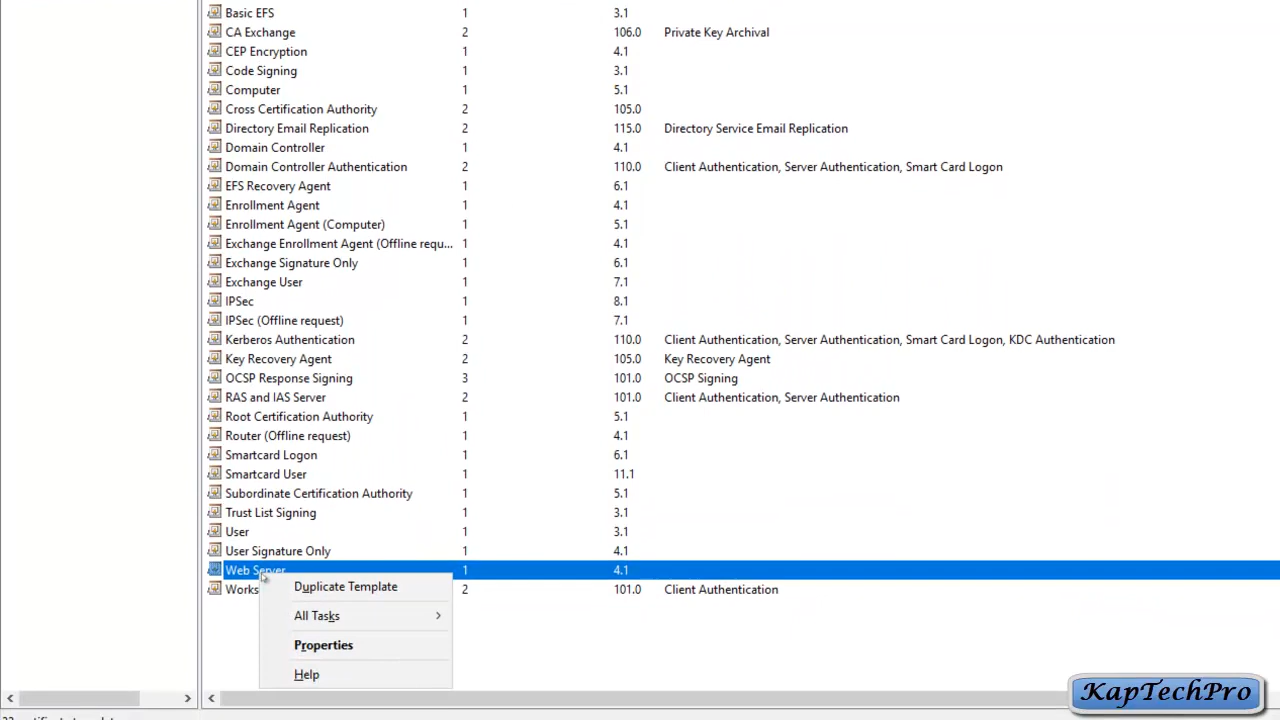 Basic EFS 1 3.1
CA Exchange 2 106.0 Private Key Archival
CEP Encryption 1 4.1
Code Signing 1 3.1
Computer 1 5.1
Cross Certification Authority 2 105.0
Directory Email Replication 2 115.0 Directory Service Email Replication
Domain Controller 1 4.1
Domain Controller Authentication 2 110.0 Client Authentication, Server Authentication, Smart Card Logon
EFS Recovery Agent 1 6.1
Enrollment Agent 1 4.1
Enrollment Agent (Computer) 1 5.1
Exchange Enrollment Agent (Offline requ... 1 4.1
Exchange Signature Only 1 6.1
Exchange User 1 7.1
IPSec 1 8.1
IPSec (Offline request) 1 7.1
Kerberos Authentication 2 110.0 Client Authentication, Server Authentication, Smart Card Logon, KDC Authentication
Key Recovery Agent 2 105.0 Key Recovery Agent
OCSP Response Signing 3 101.0 OCSP Signing
RAS and IAS Server 2 101.0 Client Authentication, Server Authentication
Root Certification Authority 1 5.1
Router (Offline request) 1 4.1
Smartcard Logon 1 6.1
Smartcard User 1 11.1
Subordinate Certification Authority 1 5.1
Trust List Signing 1 3.1
User 1 3.1
User Signature Only 1 4.1
Web Server 1 4.1
Works 2 101.0 Client Authentication
Duplicate Template
All Tasks
Properties
Help
KapTechPro